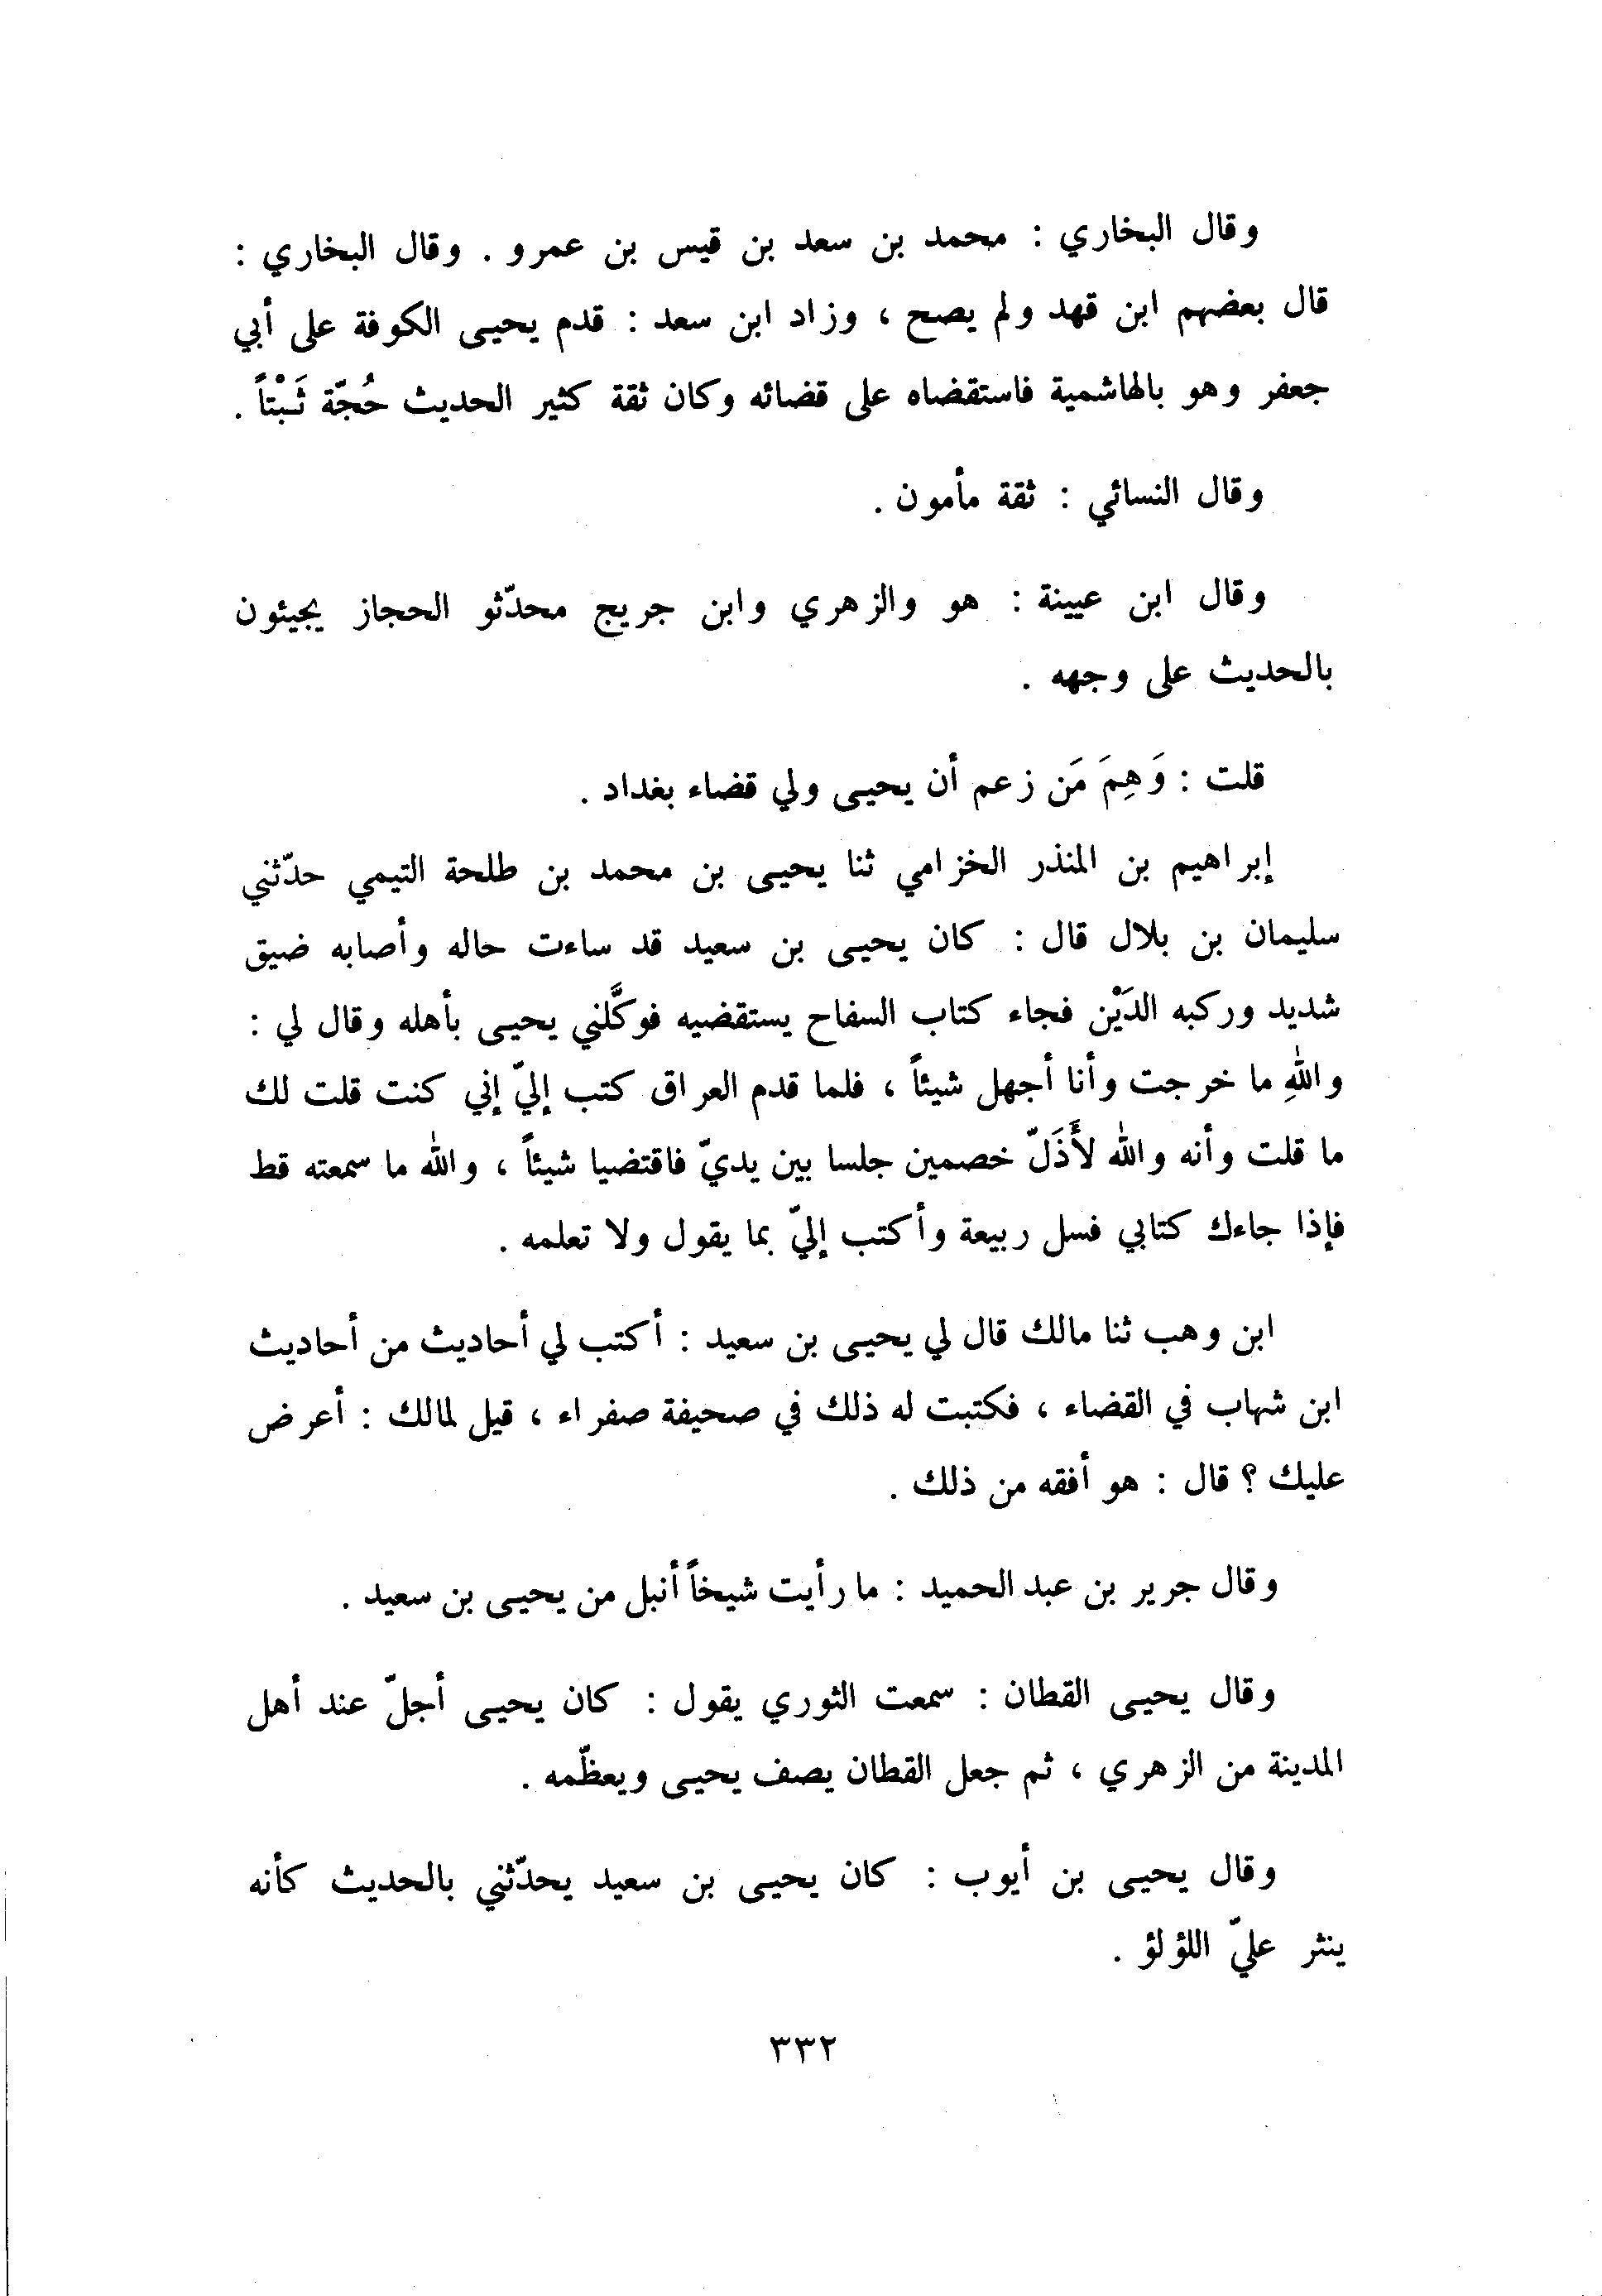 وقال البخاري : محمد بن سعد بن قيس بن عمرو . وقال البخاري :
قال بعضهم ابن قهد ولم يصح ، وزاد ابن سعد : قدم يحيى الكوفة على أبي
جعفر وهو بالهاشمية فاستقضاه على قضائه وكان ثقة كثير الحديث حُجّة ثَبْتاً .
وقال النسائي : ثقة مأمون .
وقال ابن عيينة : هو والزهري وابن جريج محدّثو الحجاز يجيئون
بالحديث على وجهه .
قلت : وَهِمَ مَن زعم أن يحيى ولي قضاء بغداد .
إبراهيم بن المنذر الخزامي ثنا يحيى بن محمد بن طلحة التيمي حدّثني
سليمان بن بلال قال : كان يحيى بن سعيد قد ساءت حاله وأصابه ضيق
شديد وركبه الدَيْن فجاء كتاب السفاح يستقضيه فوكَّلني يحيى بأهله وقال لي :
واللهِ ما خرجت وأنا أجهل شيئاً ، فلما قدم العراق كتب إليّ إني كنت قلت لك
ما قلت وأنه والله لأَذَلّ خصمين جلسا بين يديّ فاقتضيا شيئاً ، والله ما سمعته قط
فإذا جاءك كتابي فسل ربيعة وأكتب إليّ بما يقول ولا تعلمه .
ابن وهب ثنا مالك قال لي يحيى بن سعيد : أكتب لي أحاديث من أحاديث
ابن شهاب في القضاء ، فكتبت له ذلك في صحيفة صفراء ، قيل لمالك : أعرض
عليك ؟ قال : هو أفقه من ذلك .
وقال جرير بن عبد الحميد : ما رأيت شيخاً أنبل من يحيى بن سعيد .
وقال يحيى القطان : سمعت الثوري يقول : كان يحيى أجلّ عند أهل
المدينة من الزهري ، ثم جعل القطان يصف يحيى ويعظّمه .
وقال يحيى بن أيوب : كان يحيى بن سعيد يحدّثني بالحديث كأنه
ينثر عليّ اللؤلؤ .
٣٣٢